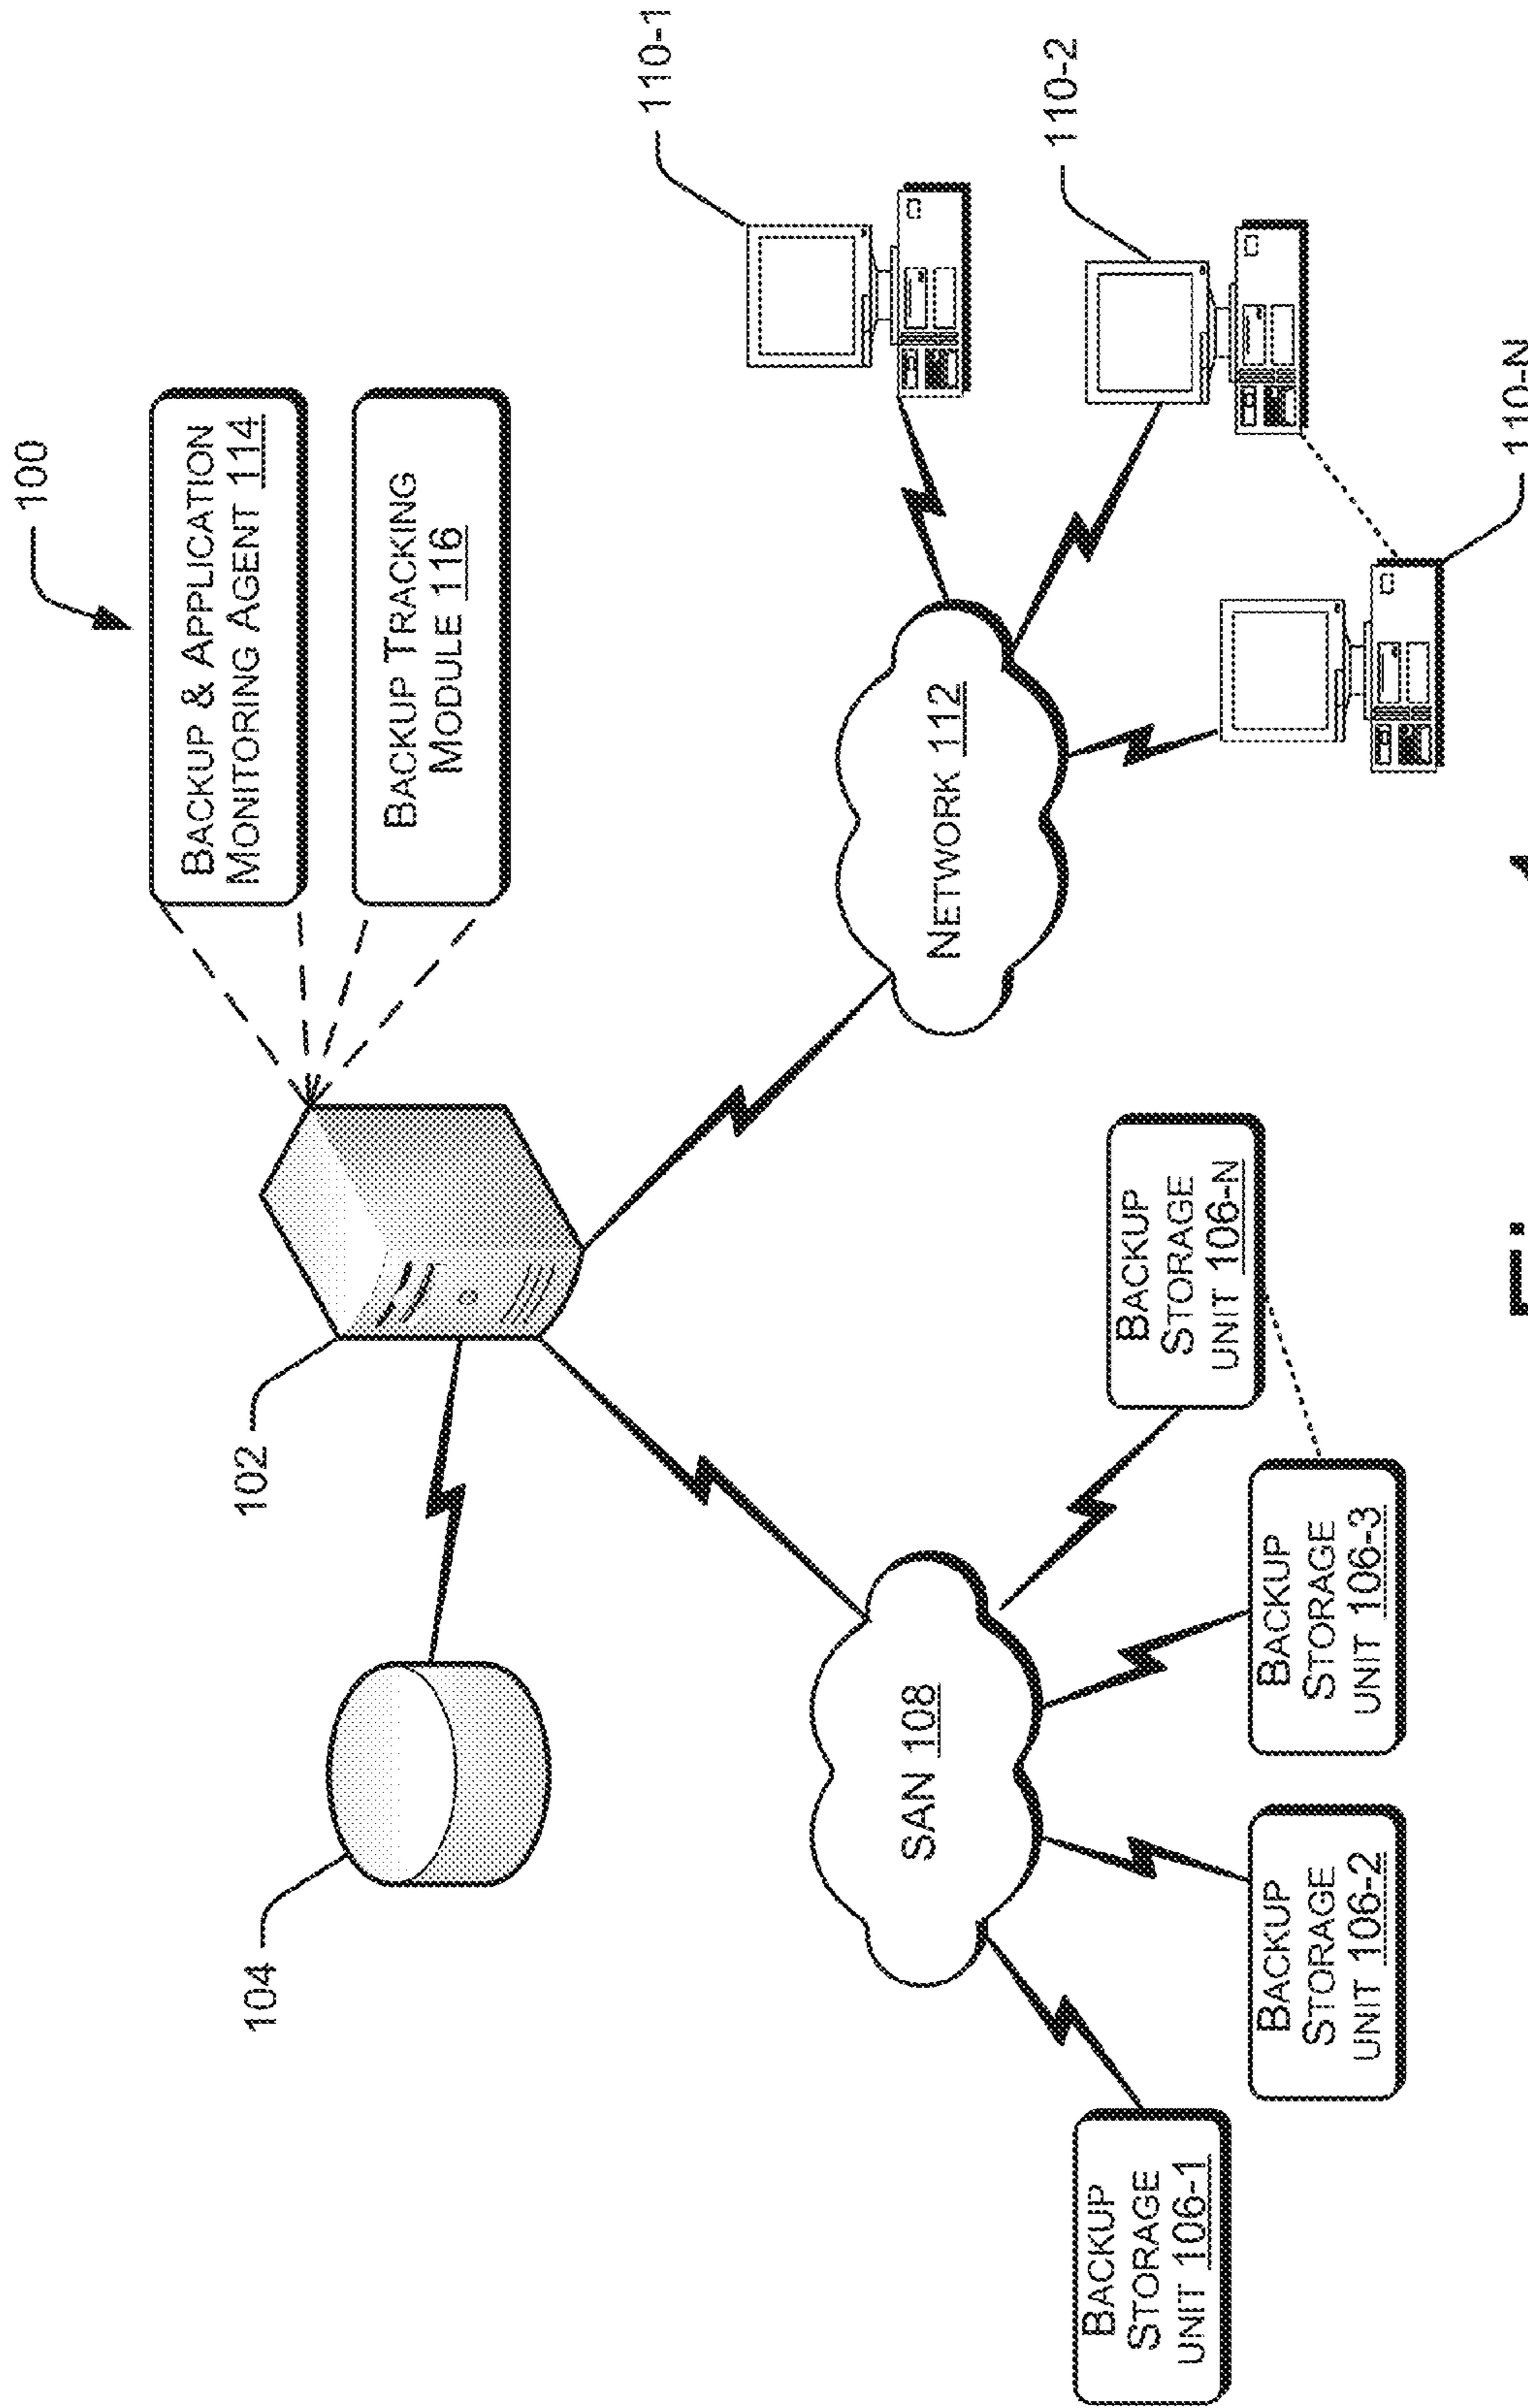 100
BACKUP & APPLICATION
MONITORING AGENT 114
BACKUP TRACKING
MODULE 116
102
104
110-1
110-2
110-N
NETWORK 112
SAN 108
BACKUP
STORAGE
UNIT 106-1
BACKUP
STORAGE
UNIT 106-2
BACKUP
STORAGE
UNIT 106-3
BACKUP
STORAGE
UNIT 106-N